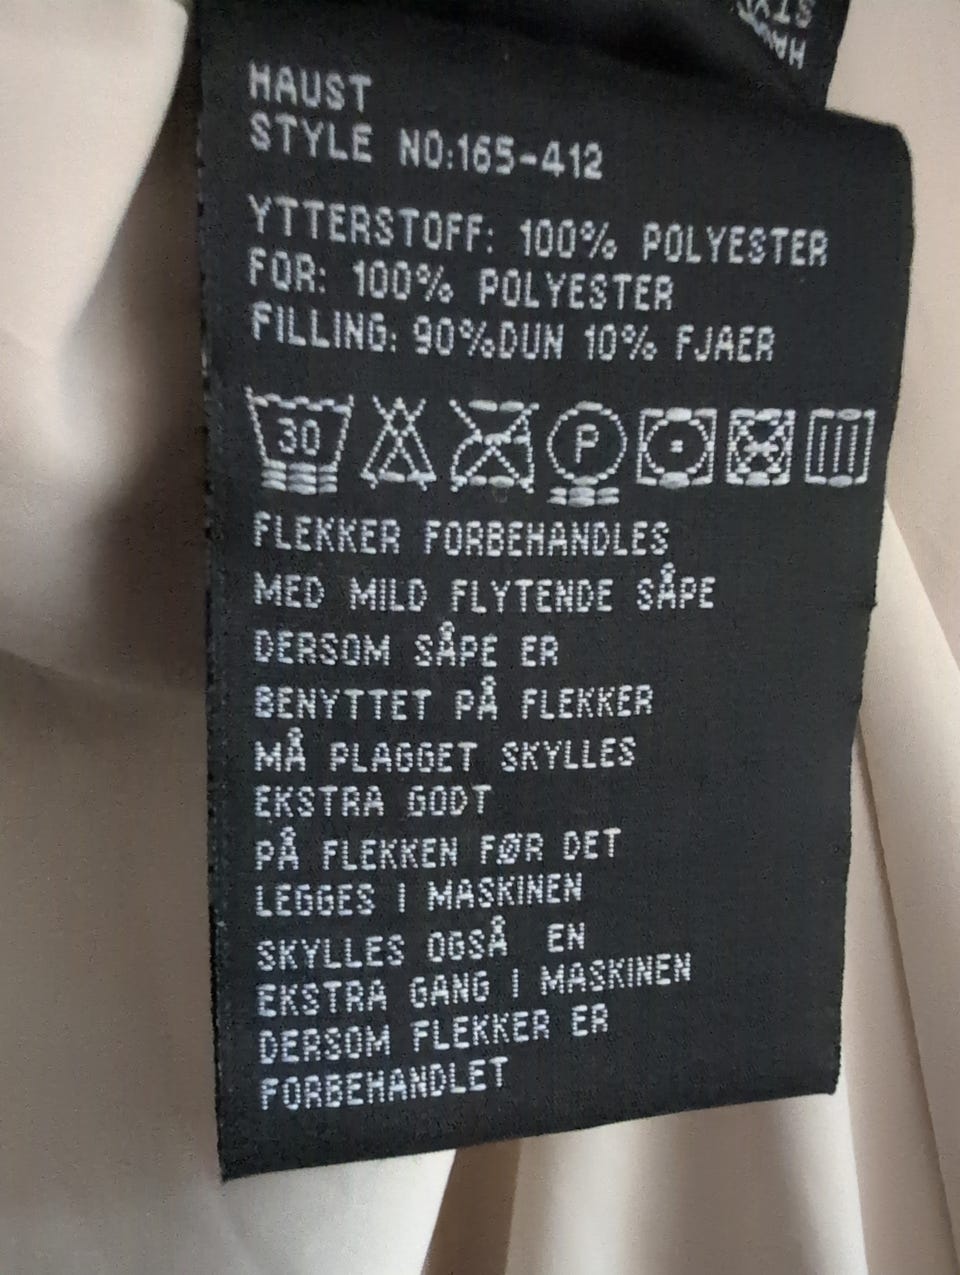 HAUST
STYLE NO:165-412
YTTERSTOFF: 100% POLYESTER
FOR: 100% POLYESTER
FILLING: 90%DUN 10% FJAER
30
P
FLEKKER FORBEHANDLES
MED MILD FLYTENDE SÅPE
DERSOM SÅPE ER
BENYTTET PÅ FLEKKER
MÅ PLAGGET SKYLLES
EKSTRA GODT
PÅ FLEKKEN FØR DET
LEGGES I MASKINEN
SKYLLES OGSÅ EN
EKSTRA GANG I MASKINEN
DERSOM FLEKKER ER
FORBEHANDLET